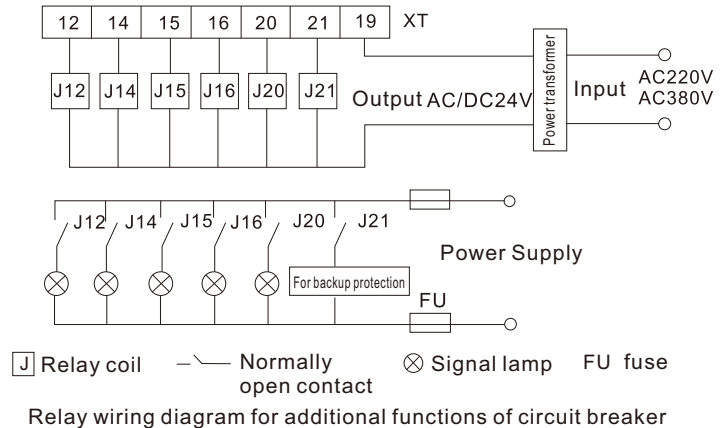 12 14 15 16 20 21 19 XT
J12 J14 J15 J16 J20 J21
Output AC/DC24V
Power transformer
Input
AC220V
AC380V
J12 J14 J15 J16 J20 J21
Power Supply
For backup protection
FU
J Relay coil
Normally
open contact
Signal lamp
FU fuse
Relay wiring diagram for additional functions of circuit breaker